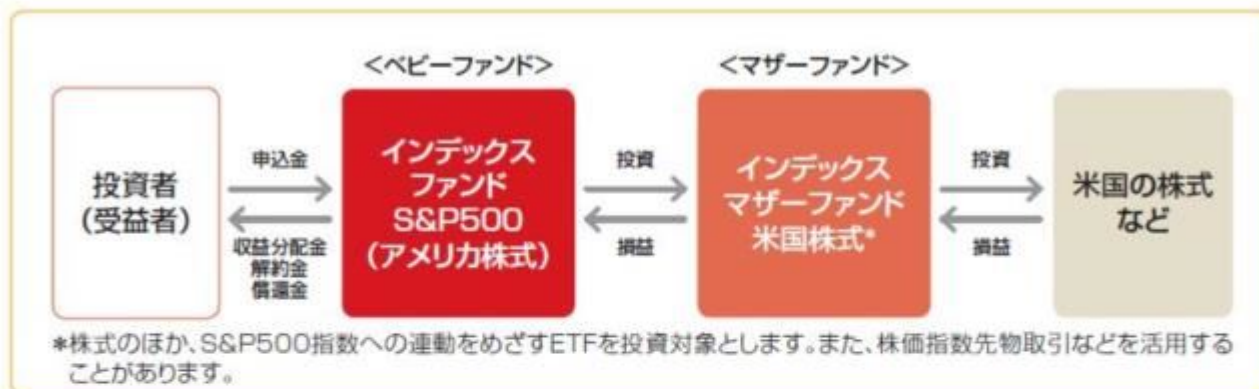 <ベビーファンド>
<マザーファンド>
投資者
(受益者)
申込金
収益分配金
解約金
償還金
インデックス
ファンド
S&P500
(アメリカ株式)
投資
損益
インデックス
マザーファンド
米国株式*
投資
損益
米国の株式
など
*株式のほか、S&P500指数への連動をめざすETFを投資対象とします。また、株価指数先物取引などを活用する
ことがあります。